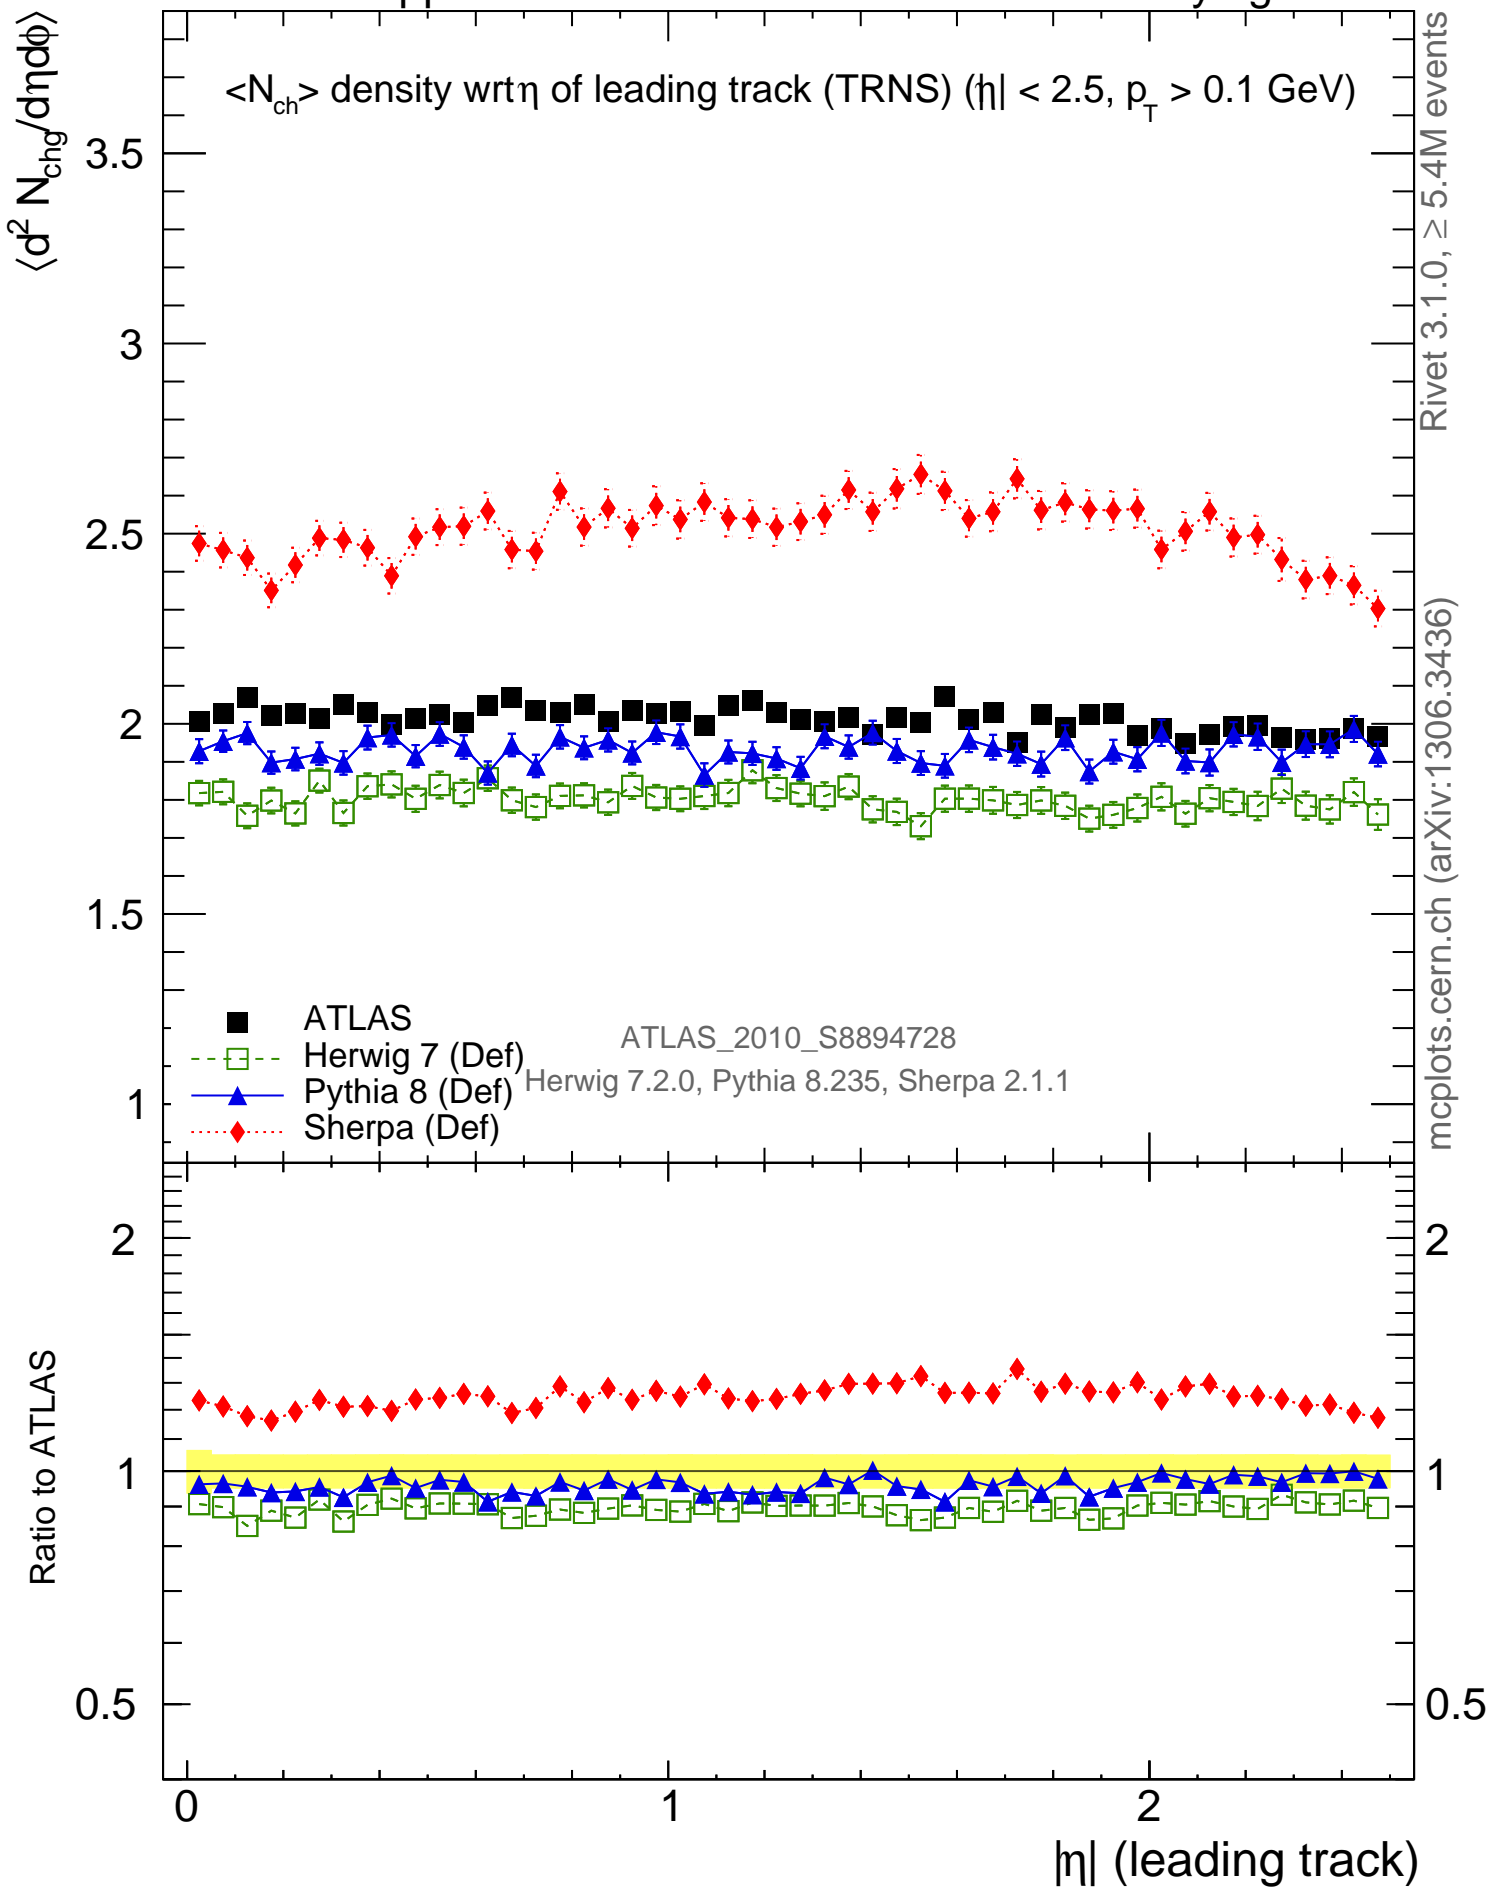 <N_ch> density wrt η of leading track (TRNS) (|η| < 2.5, p_T > 0.1 GeV)
⟨d² N_chg/dηdϕ⟩
3.5
3
2.5
2
1.5
1
ATLAS
Herwig 7 (Def)
Pythia 8 (Def)
Sherpa (Def)
ATLAS_2010_S8894728
Herwig 7.2.0, Pythia 8.235, Sherpa 2.1.1
Rivet 3.1.0, ≥ 5.4M events
mcplots.cern.ch (arXiv:1306.3436)
Ratio to ATLAS
2
1
0.5
2
1
0.5
0
1
2
|η| (leading track)